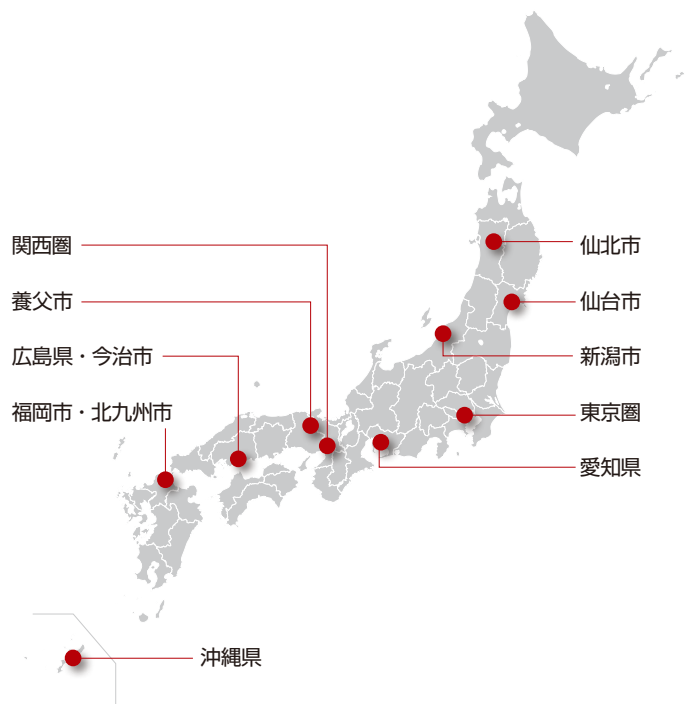 関西圏
養父市
広島県・今治市
福岡市・北九州市
仙北市
仙台市
新潟市
東京圏
愛知県
沖縄県